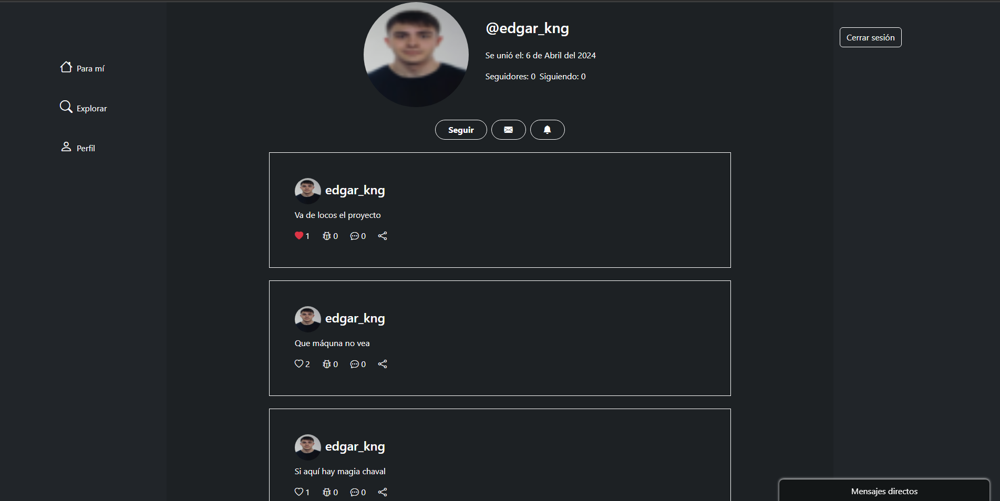 Para mí
Explorar
Perfil
@edgar_kng
Se unió el: 6 de Abril del 2024
Seguidores: 0 Siguiendo: 0
Seguir
Cerrar sesión
edgar_kng
Va de locos el proyecto
1 0 0
edgar_kng
Que máquna no vea
2 0 0
edgar_kng
Si aquí hay magia chaval
1 0 0
Mensajes directos